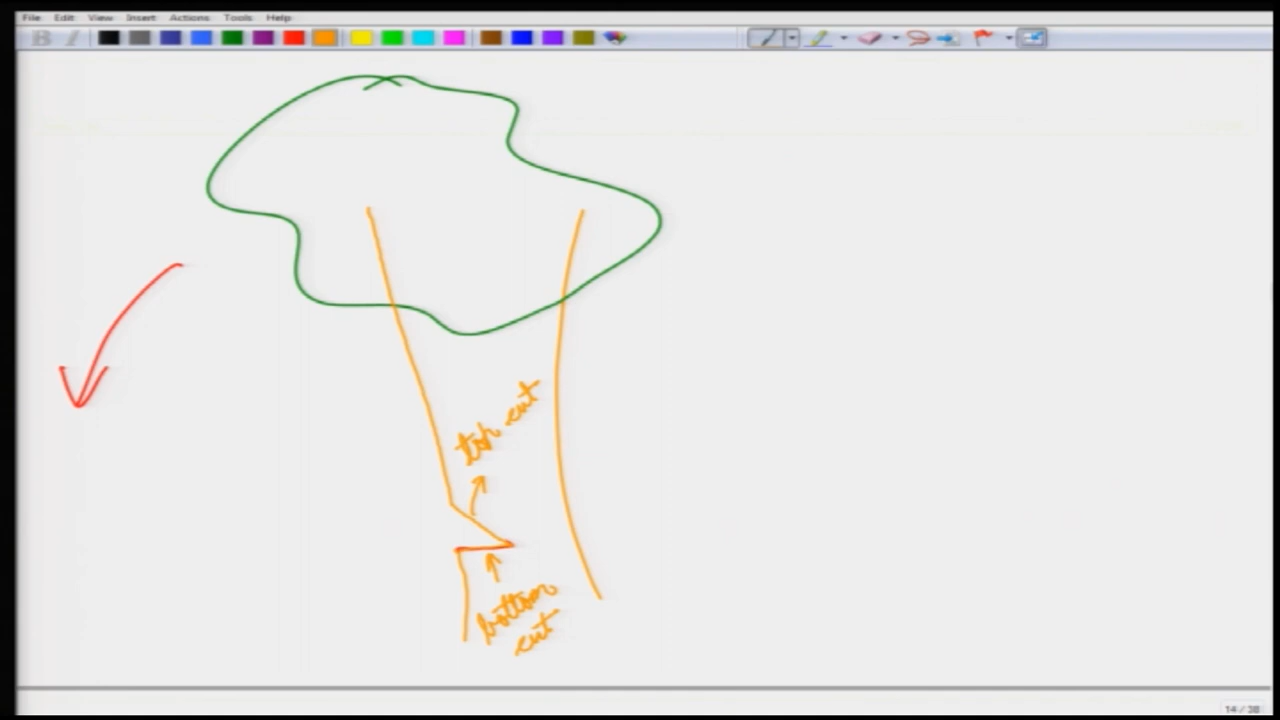 File Edit View Insert Actions Tools Help
B I
top cut
bottom
cut
14 / 38